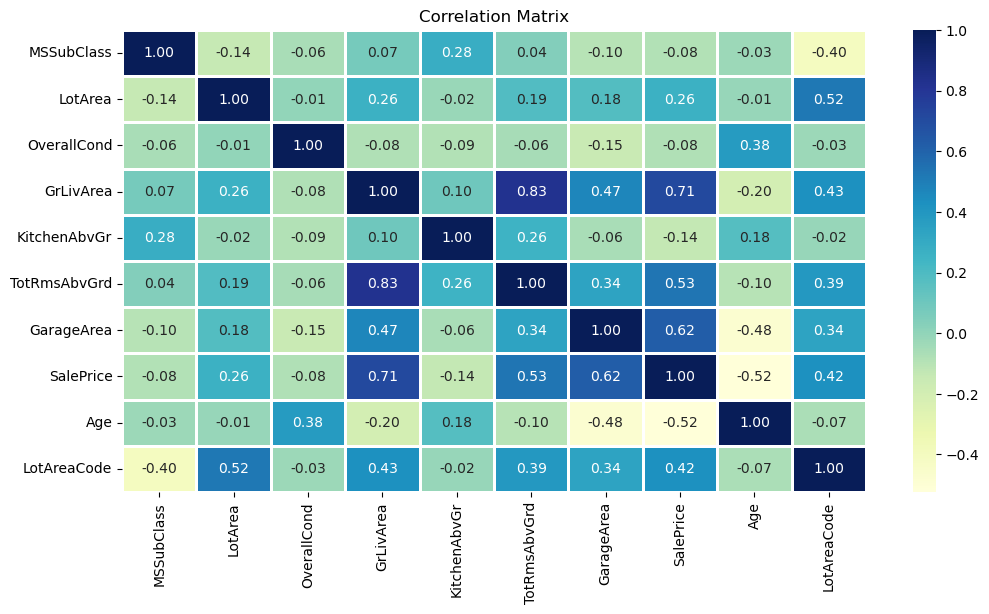 Correlation Matrix
MSSubClass 1.00 -0.14 -0.06 0.07 0.28 0.04 -0.10 -0.08 -0.03 -0.40
LotArea -0.14 1.00 -0.01 0.26 -0.02 0.19 0.18 0.26 -0.01 0.52
OverallCond -0.06 -0.01 1.00 -0.08 -0.09 -0.06 -0.15 -0.08 0.38 -0.03
GrLivArea 0.07 0.26 -0.08 1.00 0.10 0.83 0.47 0.71 -0.20 0.43
KitchenAbvGr 0.28 -0.02 -0.09 0.10 1.00 0.26 -0.06 -0.14 0.18 -0.02
TotRmsAbvGrd 0.04 0.19 -0.06 0.83 0.26 1.00 0.34 0.53 -0.10 0.39
GarageArea -0.10 0.18 -0.15 0.47 -0.06 0.34 1.00 0.62 -0.48 0.34
SalePrice -0.08 0.26 -0.08 0.71 -0.14 0.53 0.62 1.00 -0.52 0.42
Age -0.03 -0.01 0.38 -0.20 0.18 -0.10 -0.48 -0.52 1.00 -0.07
LotAreaCode -0.40 0.52 -0.03 0.43 -0.02 0.39 0.34 0.42 -0.07 1.00
MSSubClass
LotArea
OverallCond
GrLivArea
KitchenAbvGr
TotRmsAbvGrd
GarageArea
SalePrice
Age
LotAreaCode
1.0
0.8
0.6
0.4
0.2
0.0
−0.2
−0.4